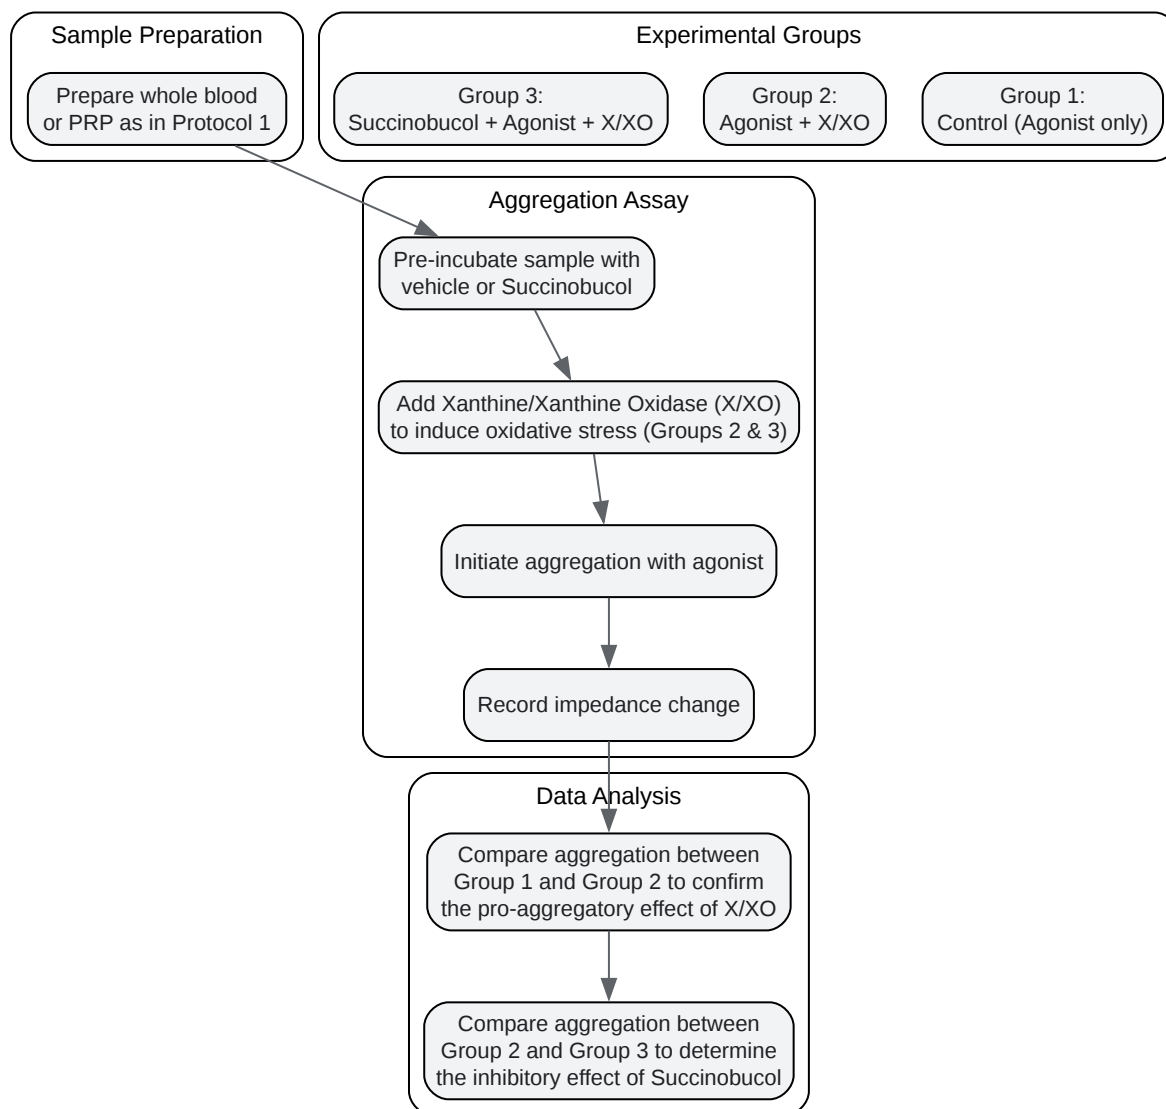 Sample Preparation
Prepare whole blood
or PRP as in Protocol 1
Experimental Groups
Group 3:
Succinobucol + Agonist + X/XO
Group 2:
Agonist + X/XO
Group 1:
Control (Agonist only)
Aggregation Assay
Pre-incubate sample with
vehicle or Succinobucol
Add Xanthine/Xanthine Oxidase (X/XO)
to induce oxidative stress (Groups 2 & 3)
Initiate aggregation with agonist
Record impedance change
Data Analysis
Compare aggregation between
Group 1 and Group 2 to confirm
the pro-aggregatory effect of X/XO
Compare aggregation between
Group 2 and Group 3 to determine
the inhibitory effect of Succinobucol